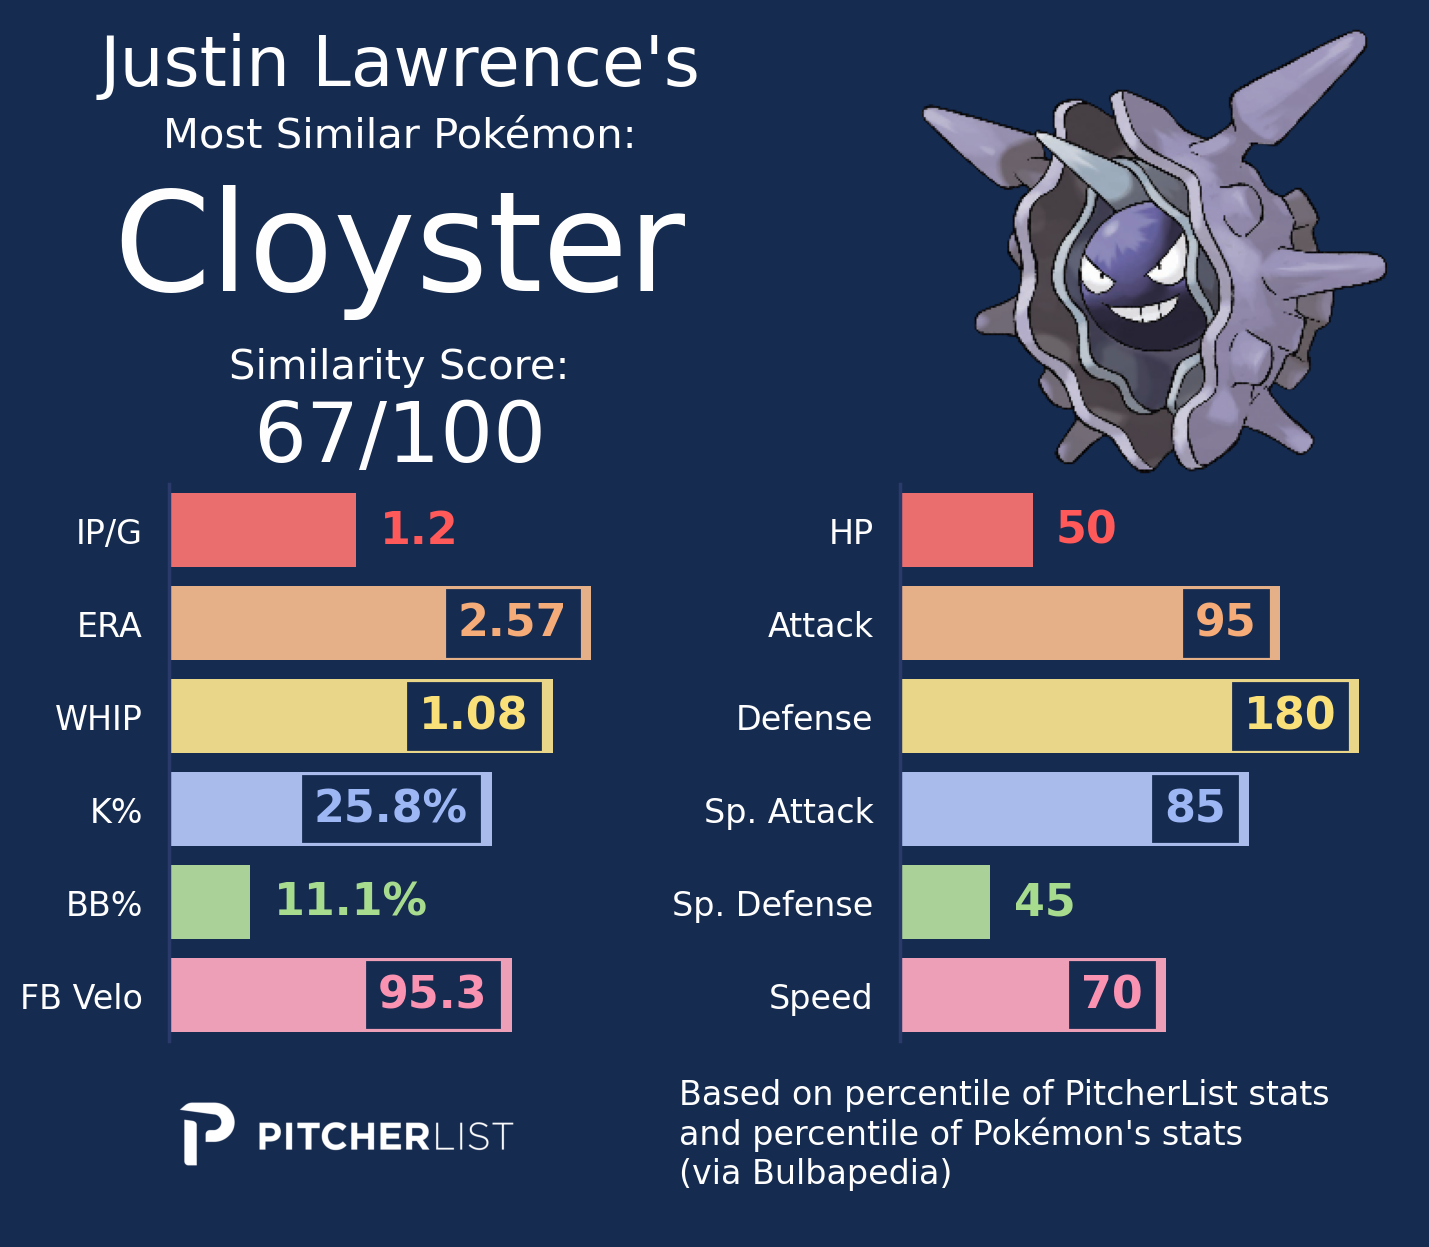 Justin Lawrence's
Most Similar Pokémon:
Cloyster
Similarity Score:
67/100
IP/G 1.2
ERA 2.57
WHIP 1.08
K% 25.8%
BB% 11.1%
FB Velo 95.3
HP 50
Attack 95
Defense 180
Sp. Attack 85
Sp. Defense 45
Speed 70
PITCHERLIST
Based on percentile of PitcherList stats
and percentile of Pokémon's stats
(via Bulbapedia)